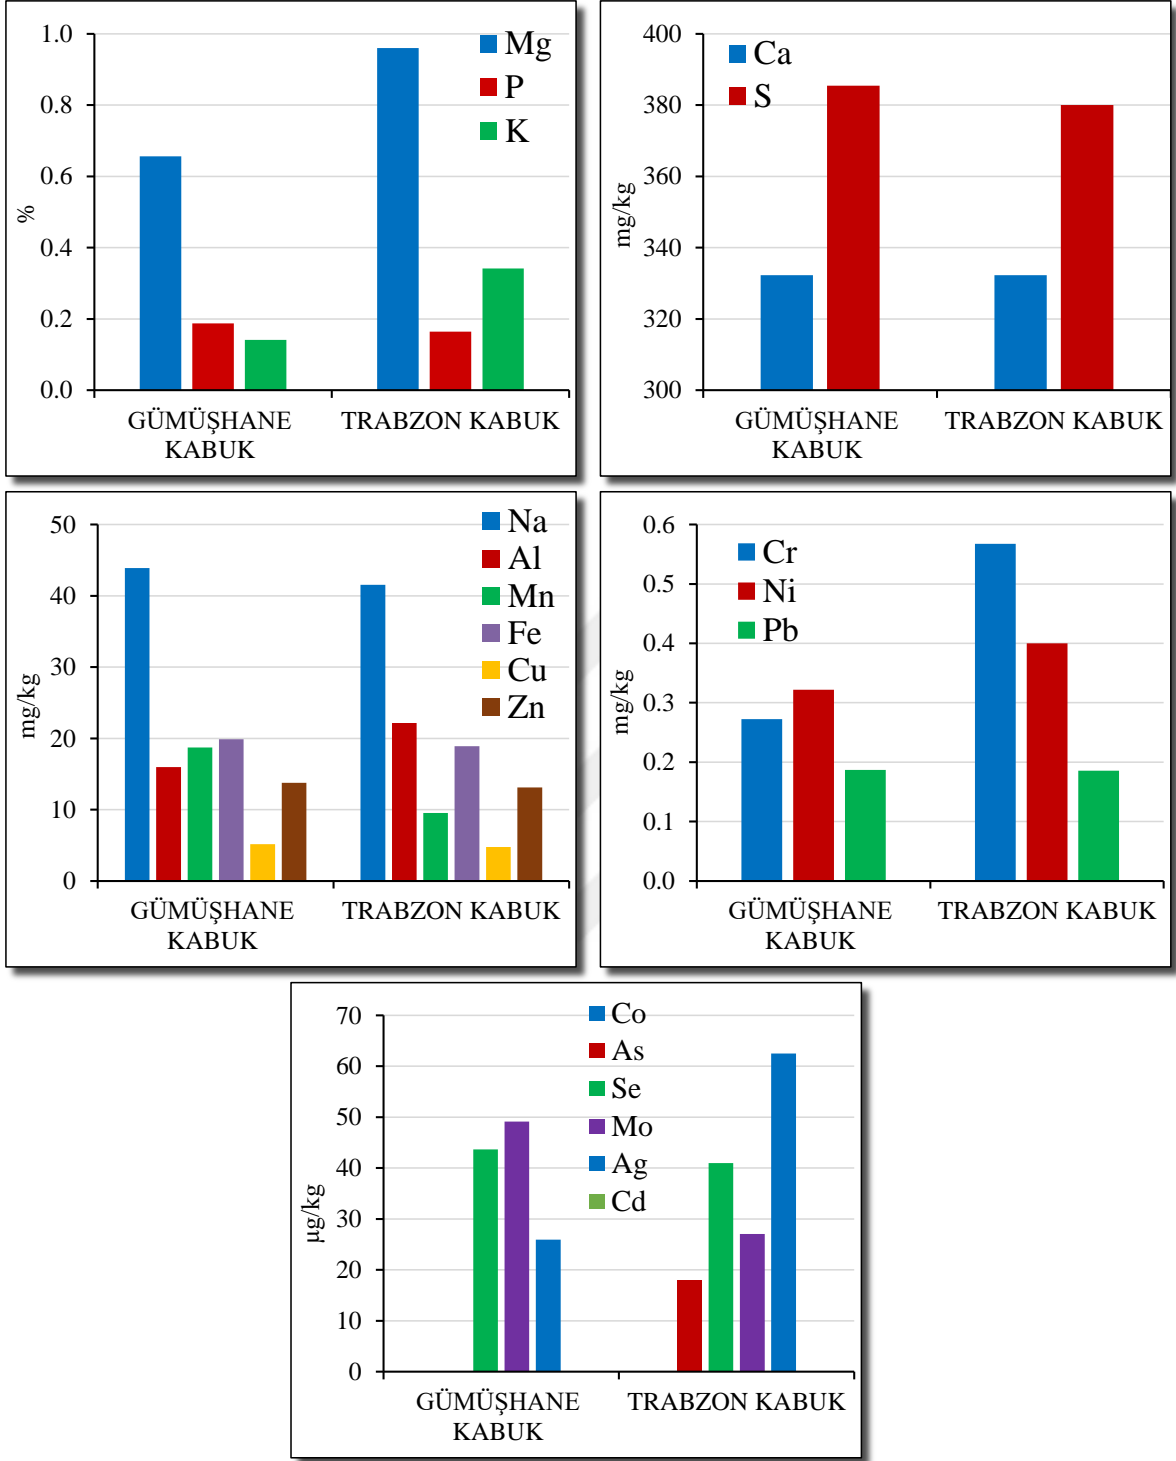 1.0
0.8
0.6
0.4
0.2
0.0
%
Mg
P
K
GÜMÜŞHANE
KABUK
TRABZON KABUK
400
380
360
340
320
300
mg/kg
Ca
S
GÜMÜŞHANE
KABUK
TRABZON KABUK
50
40
30
20
10
0
mg/kg
Na
Al
Mn
Fe
Cu
Zn
GÜMÜŞHANE
KABUK
TRABZON KABUK
0.6
0.5
0.4
0.3
0.2
0.1
0.0
mg/kg
Cr
Ni
Pb
GÜMÜŞHANE
KABUK
TRABZON KABUK
70
60
50
40
30
20
10
0
µg/kg
Co
As
Se
Mo
Ag
Cd
GÜMÜŞHANE
KABUK
TRABZON KABUK